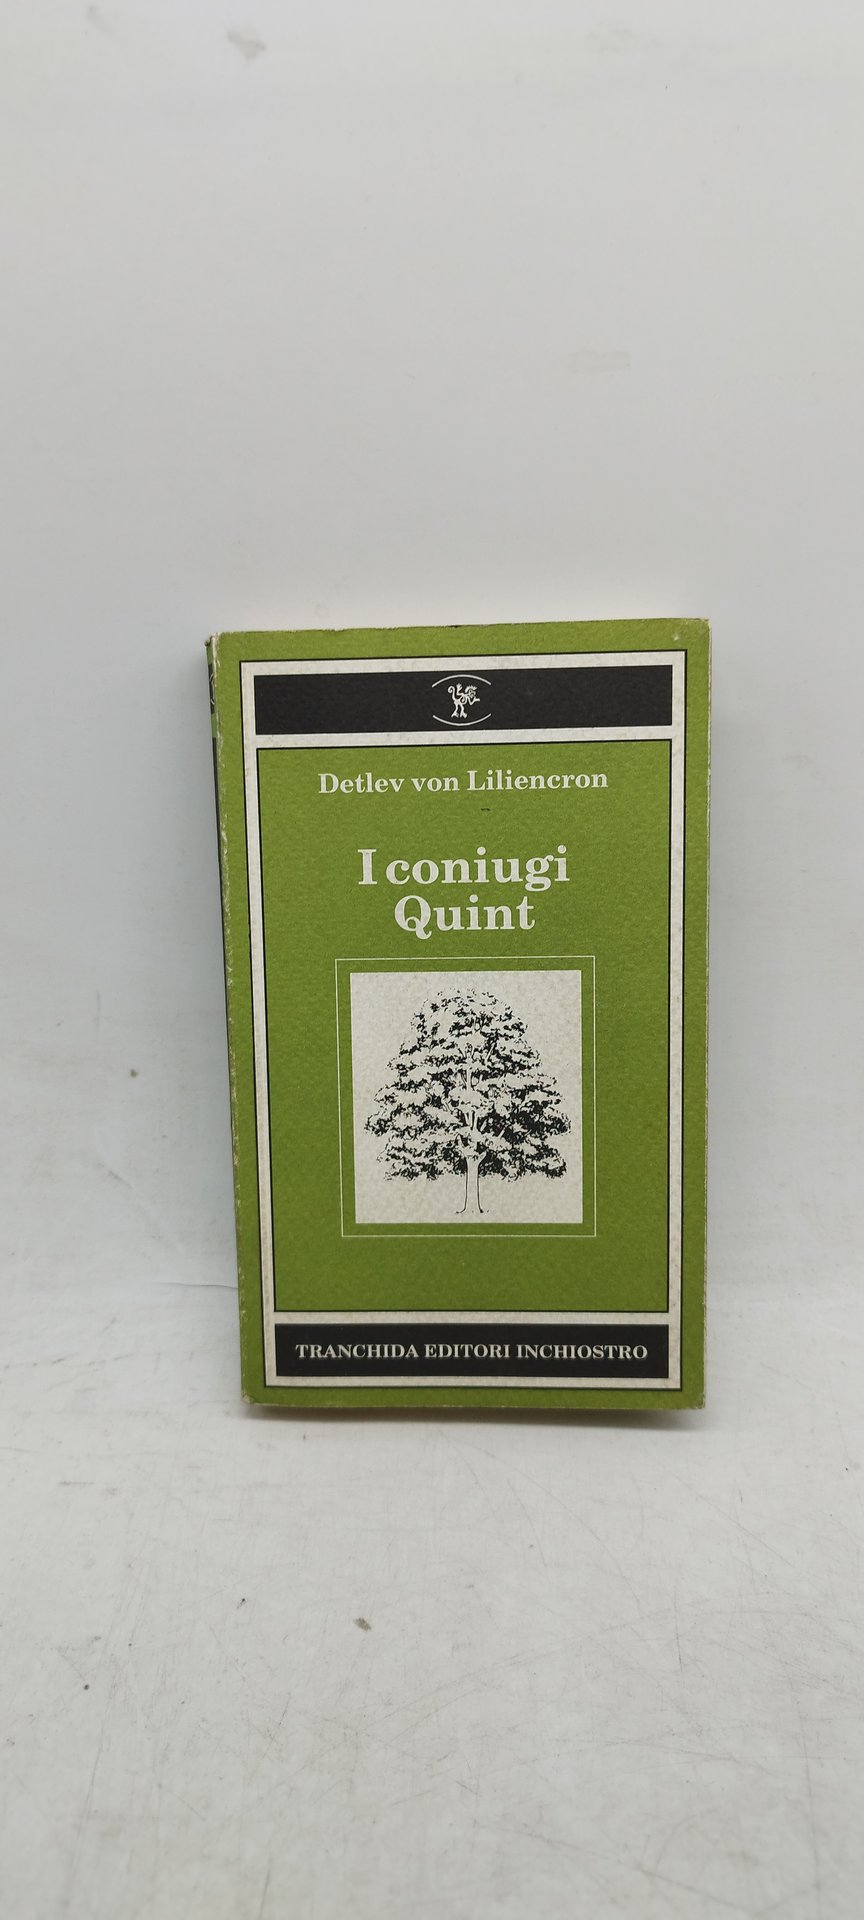 Detlev von Liliencron
I coniugi
Quint
TRANCHIDA EDITORI INCHIOSTRO